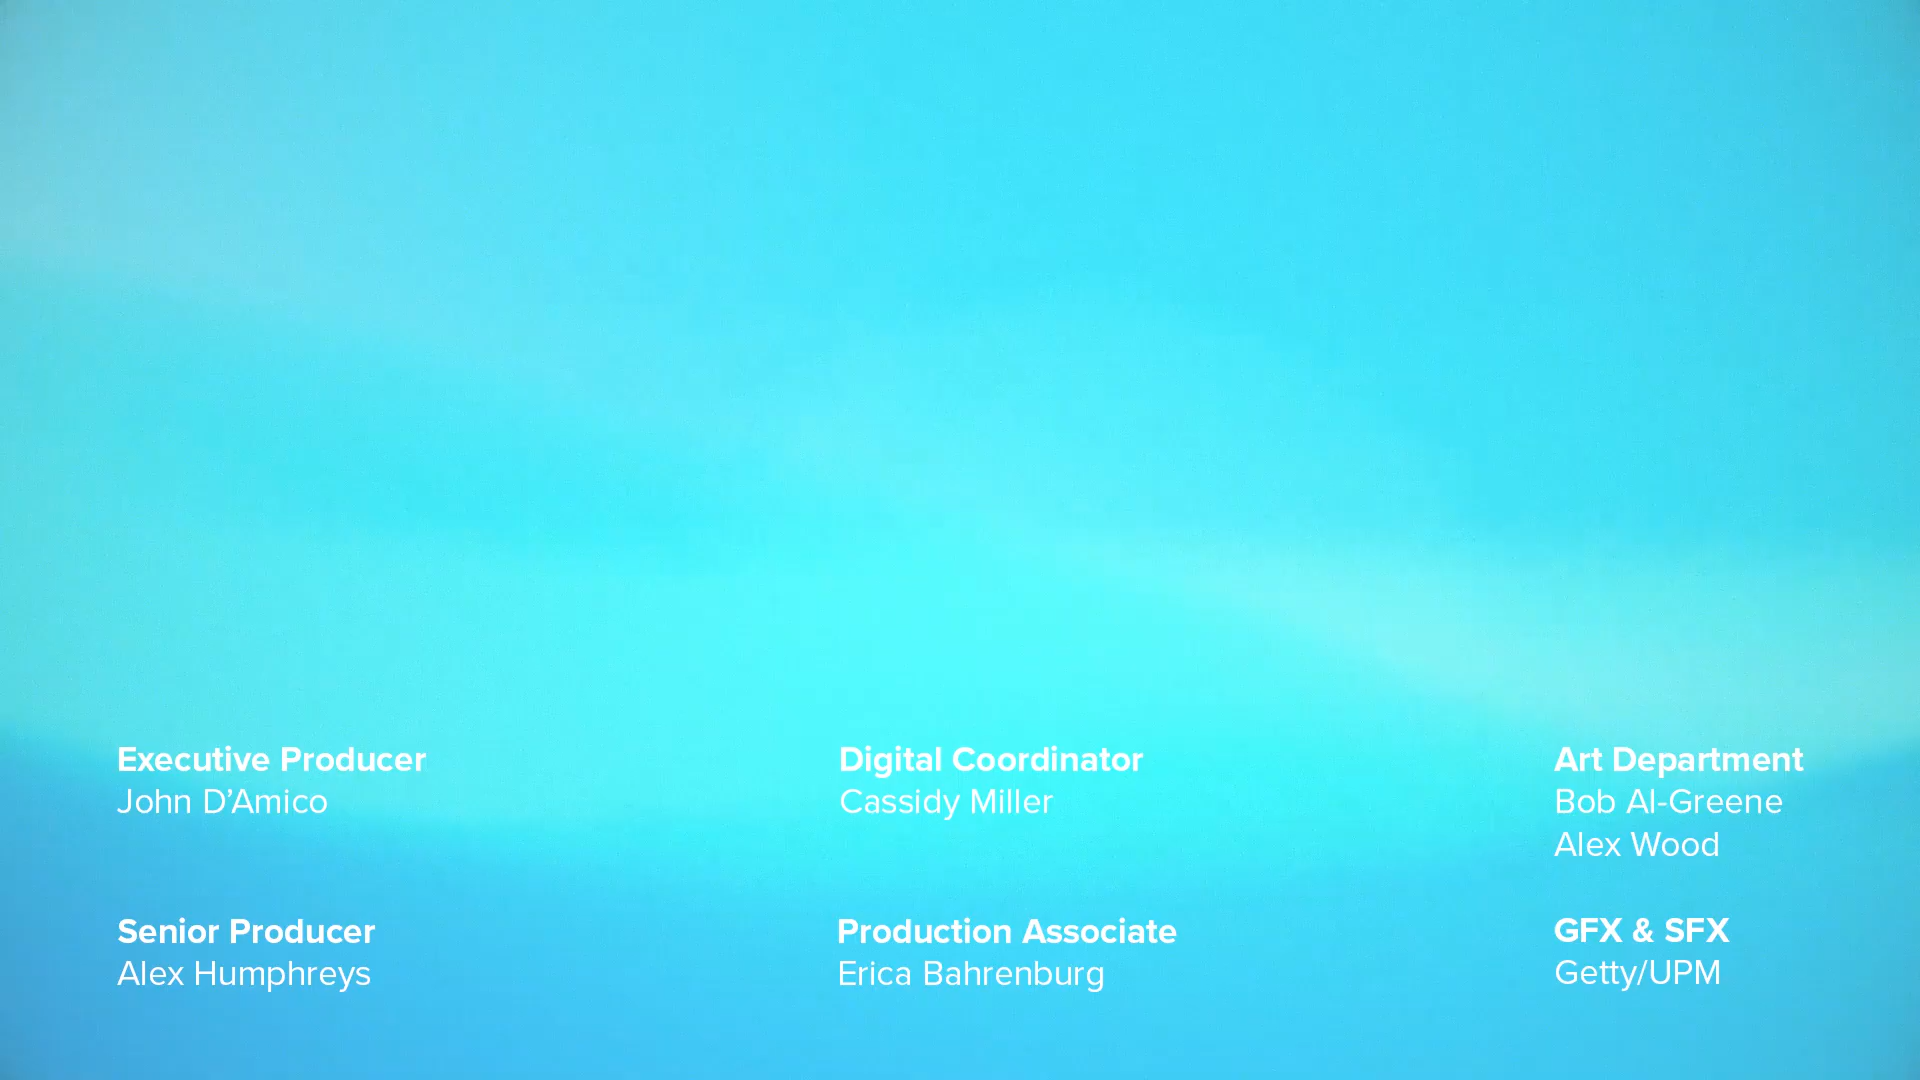 Executive Producer
John D’Amico
Senior Producer
Alex Humphreys
Digital Coordinator
Cassidy Miller
Production Associate
Erica Bahrenburg
Art Department
Bob Al-Greene
Alex Wood
GFX & SFX
Getty/UPM